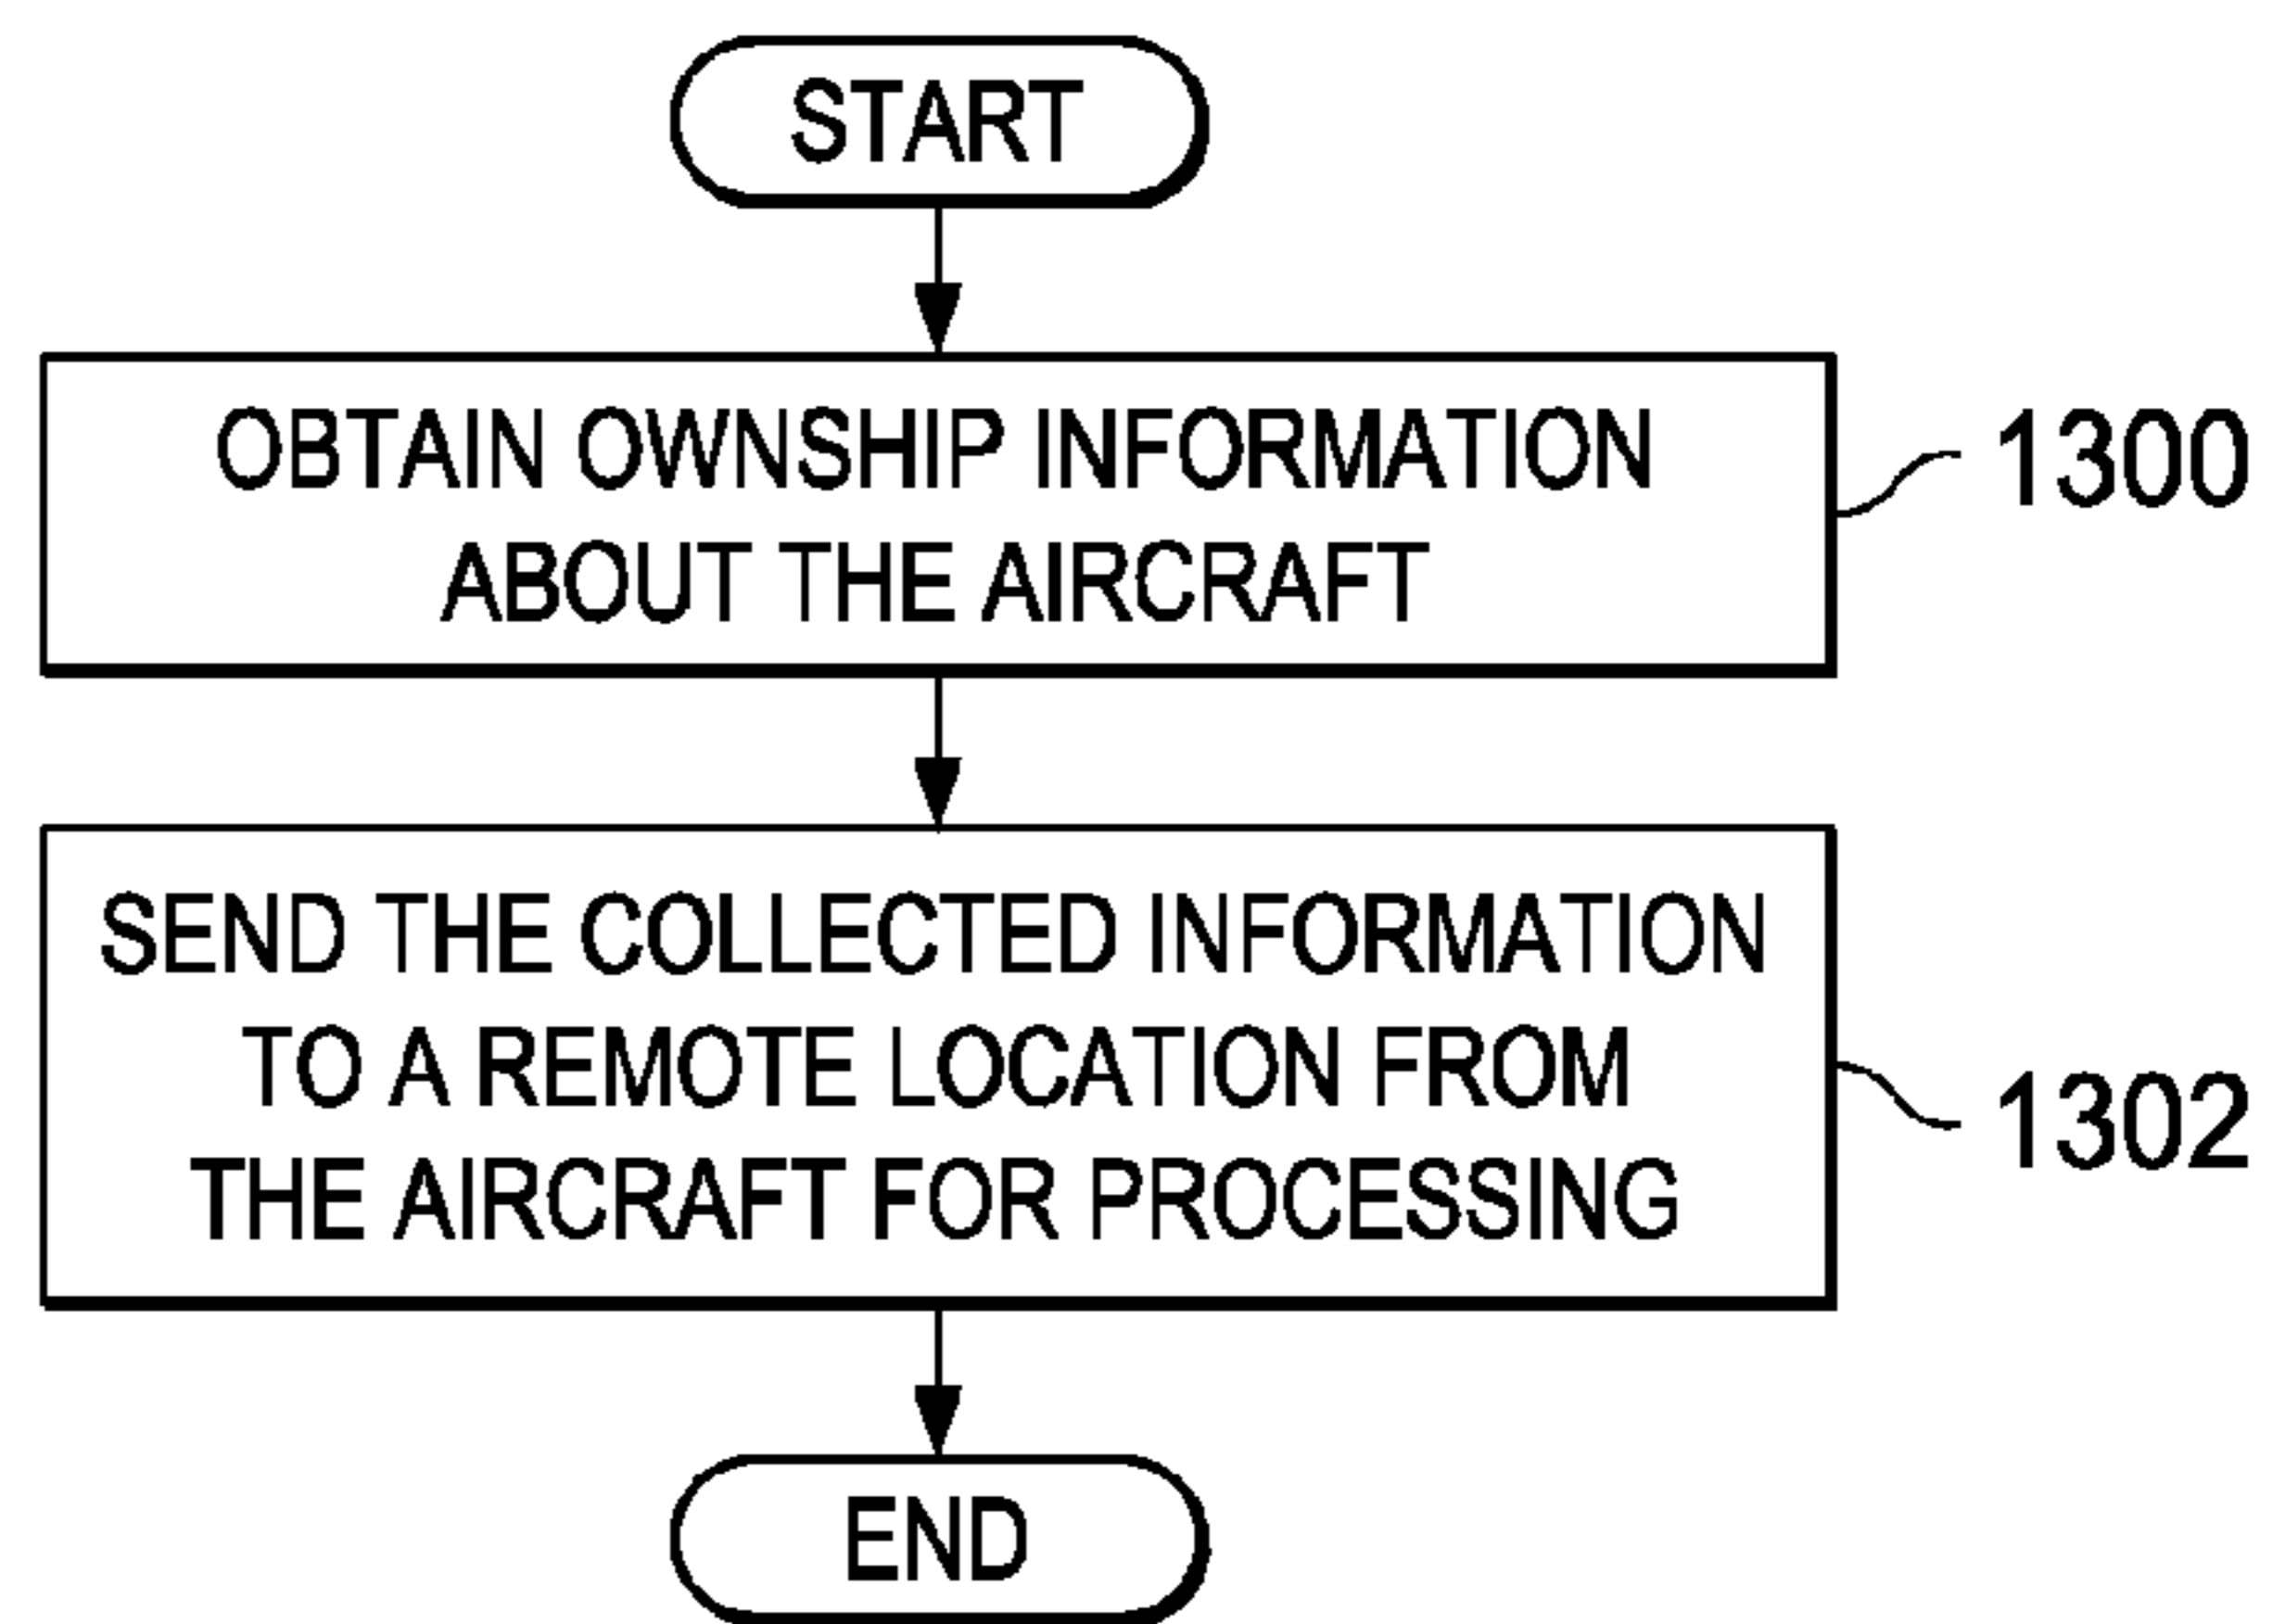 START
OBTAIN OWNSHIP INFORMATION
ABOUT THE AIRCRAFT
1300
SEND THE COLLECTED INFORMATION
TO A REMOTE LOCATION FROM
THE AIRCRAFT FOR PROCESSING
1302
END